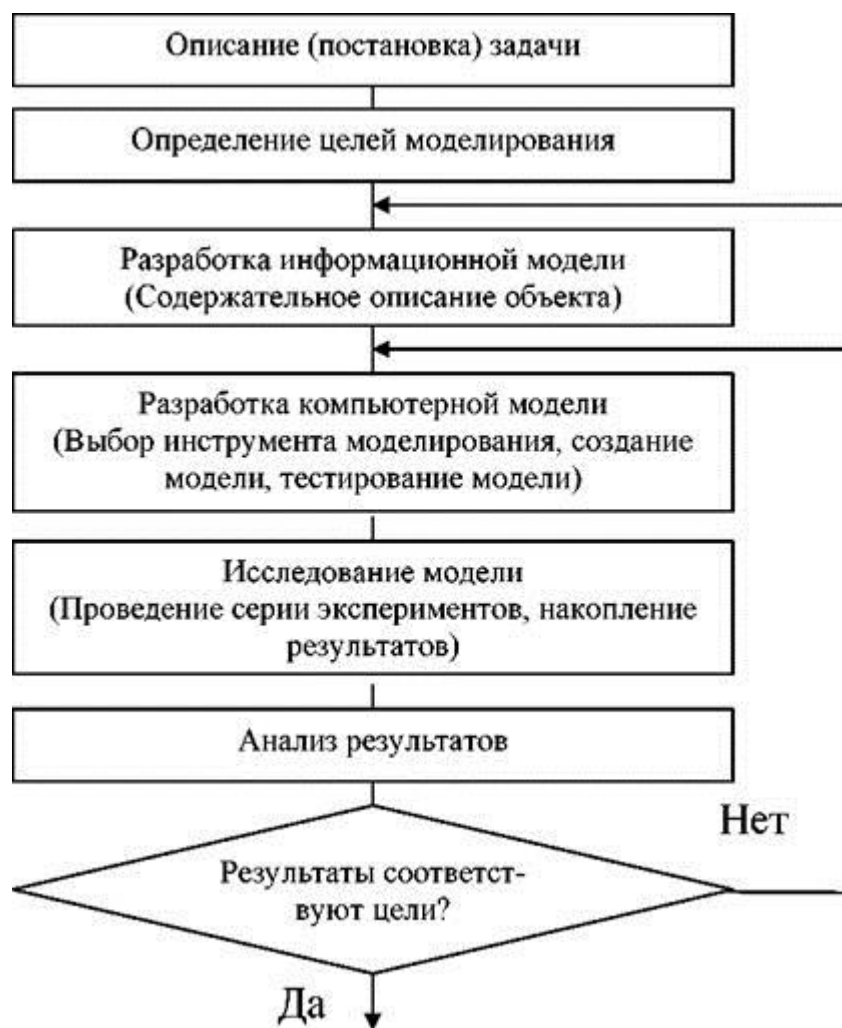 Описание (постановка) задачи
Определение целей моделирования
Разработка информационной модели
(Содержательное описание объекта)
Разработка компьютерной модели
(Выбор инструмента моделирования, создание
модели, тестирование модели)
Исследование модели
(Проведение серии экспериментов, накопление
результатов)
Анализ результатов
Нет
Результаты соответст-
вуют цели?
Да